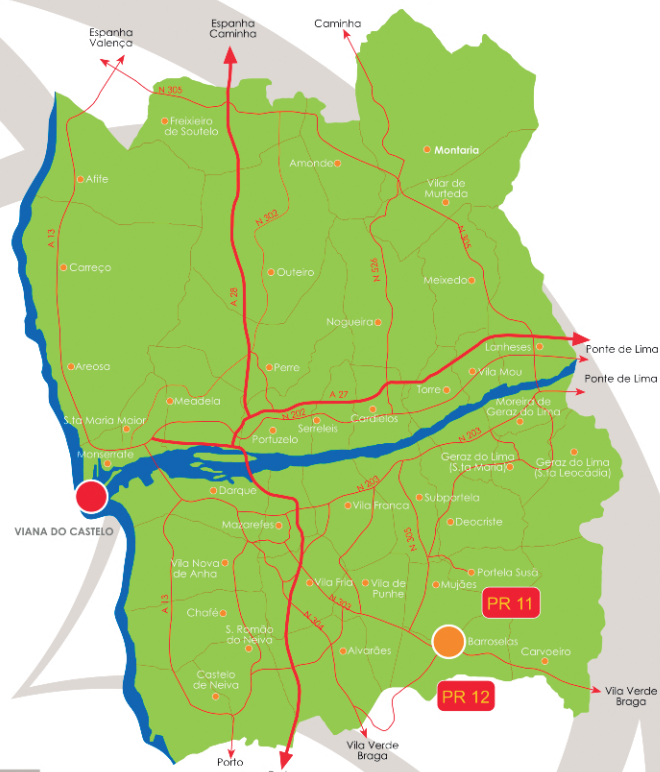 Espanha
Caminha
Caminha
Espanha
Valença
N 305
Freixieiro
de Soutelo
Montaria
Amonde
Afife
Vilar de
Murteda
N 302
N 305
A 13
Carreço
Outeiro
N 526
Meixedo
A 28
Nogueira
Lanheses
Ponte de Lima
Areosa
Perre
Vila Mou
Ponte de Lima
Torre
A 27
Meadela
Moreira de
Geraz do Lima
S.ta Maria Maior
N 202
Serreleis
Cardielos
Portuzelo
N 203
Monserrate
Geraz do Lima
(S.ta Maria)
Geraz do Lima
(S.ta Leocádia)
N 203
Darque
Vila Franca
Subportela
VIANA DO CASTELO
Mazarefes
Deocriste
N 305
Vila Nova
de Anha
Portela Susã
Vila Fria
Vila de
Punhe
Mujães
A 13
N 203
PR 11
Chafé
N 304
S. Romão
do Neiva
Barroselas
Alvarães
Carvoeiro
Castelo
de Neiva
PR 12
Vila Verde
Braga
Vila Verde
Braga
Porto